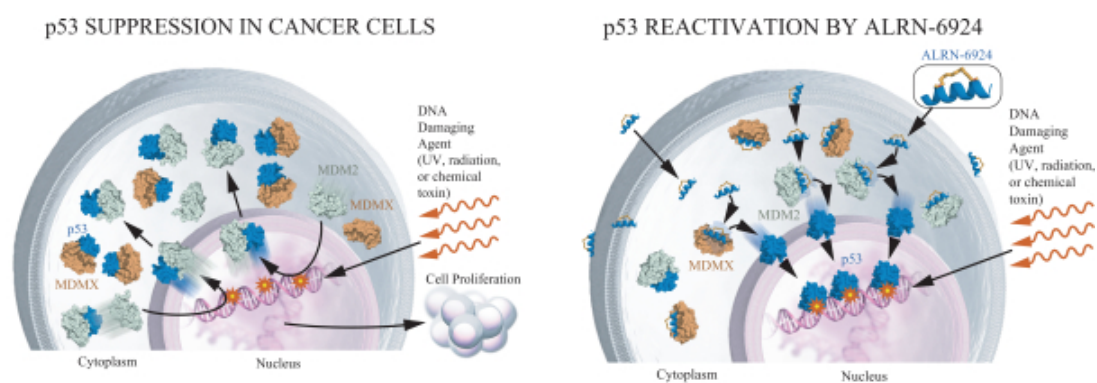 p53 SUPPRESSION IN CANCER CELLS
DNA
Damaging
Agent
(UV, radiation,
or chemical
toxin)
MDM2
MDMX
p53
MDMX
Cell Proliferation
Cytoplasm
Nucleus
p53 REACTIVATION BY ALRN-6924
ALRN-6924
DNA
Damaging
Agent
(UV, radiation,
or chemical
toxin)
MDM2
MDMX
p53
Cytoplasm
Nucleus